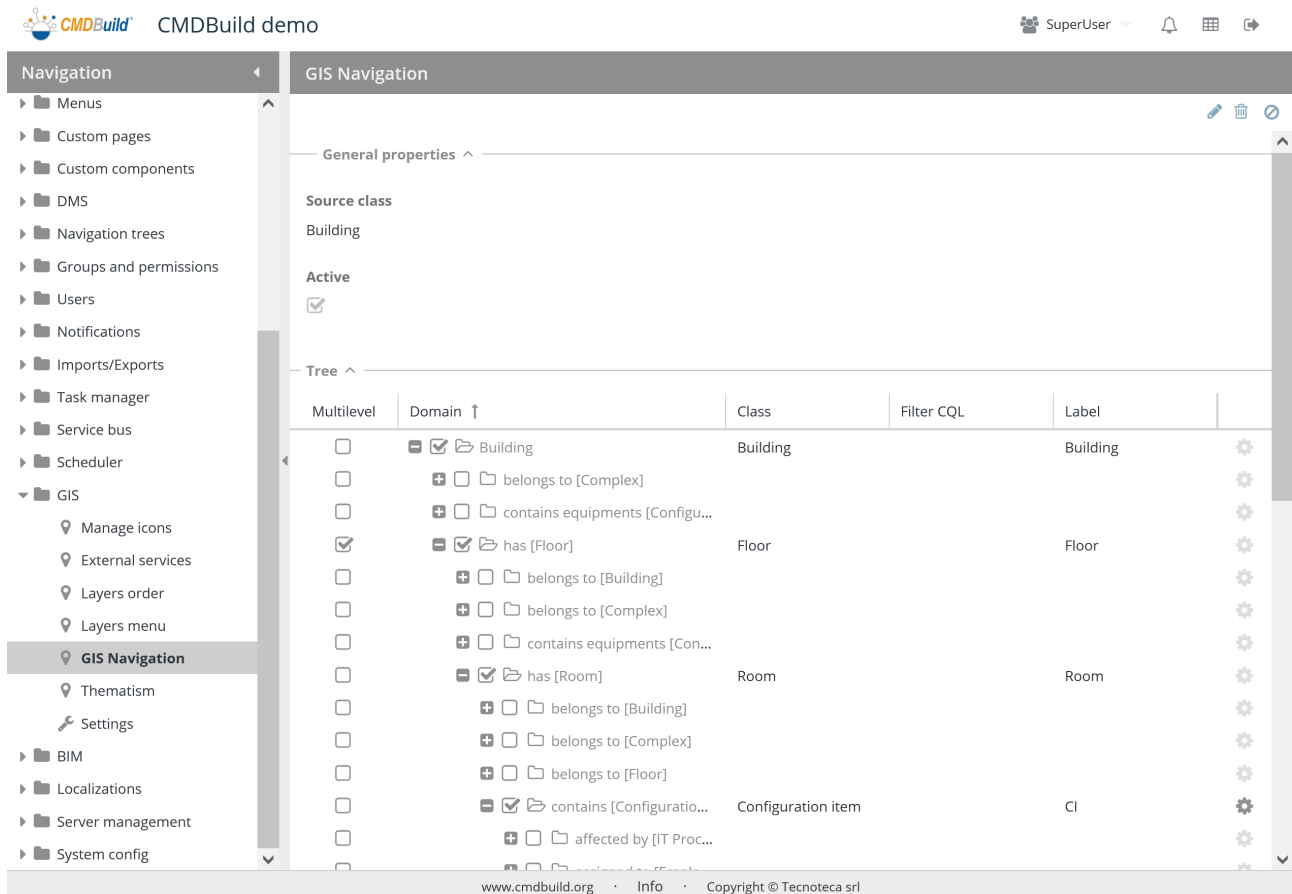 CMDBuild CMDBuild demo SuperUser
Navigation
Menus
Custom pages
Custom components
DMS
Navigation trees
Groups and permissions
Users
Notifications
Imports/Exports
Task manager
Service bus
Scheduler
GIS
Manage icons
External services
Layers order
Layers menu
GIS Navigation
Thematism
Settings
BIM
Localizations
Server management
System config
GIS Navigation
General properties
Source class
Building
Active
Tree
Multilevel Domain Class Filter CQL Label
Building Building Building
belongs to [Complex]
contains equipments [Configu...
has [Floor] Floor Floor
belongs to [Building]
belongs to [Complex]
contains equipments [Con...
has [Room] Room Room
belongs to [Building]
belongs to [Complex]
belongs to [Floor]
contains [Configuratio... Configuration item CI
affected by [IT Proc...
www.cmdbuild.org · Info · Copyright © Tecnoteca srl